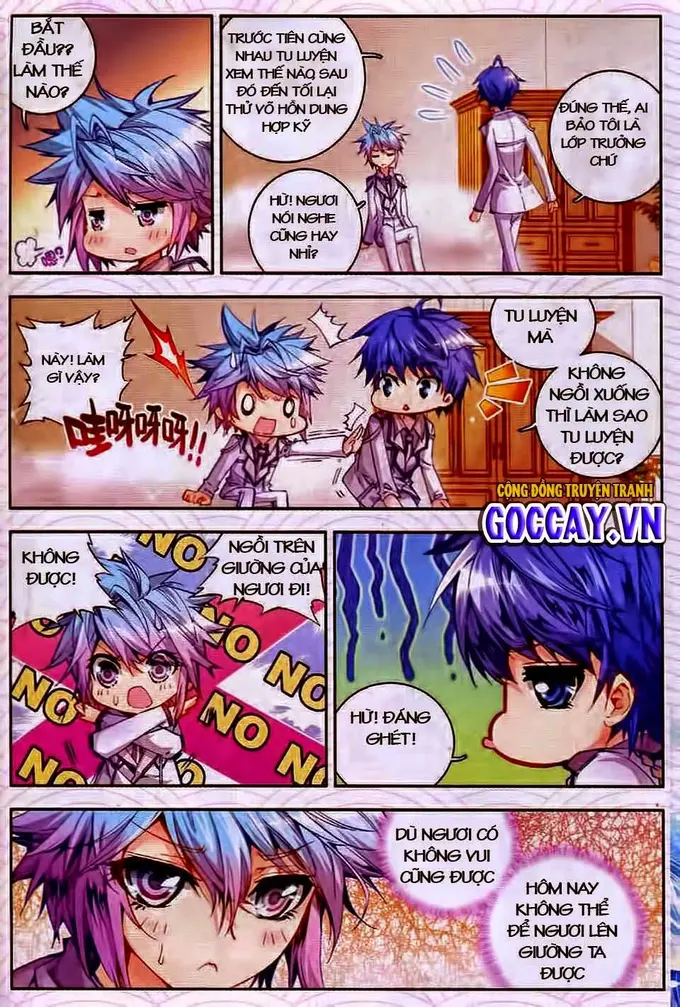 BẮT
ĐẦU??
LÀM THẾ
NÀO?
嗯?
TRƯỚC TIÊN CÙNG
NHAU TU LUYỆN
XEM THẾ NÀO, SAU
ĐÓ ĐẾN TỐI LẠI
THỬ VÕ HỒN DUNG
HỢP KỸ
HỪ! NGƯƠI
NÓI NGHE
CŨNG HAY
NHỈ?
ĐÚNG THẾ, AI
BẢO TÔI LÀ
LỚP TRƯỞNG
CHỨ
NÀY! LÀM
GÌ VẬY?
哇呀呀呀!!
TU LUYỆN
MÀ
KHÔNG
NGỒI XUỐNG
THÌ LÀM SAO
TU LUYỆN
ĐƯỢC?
CỘNG ĐỒNG TRUYỆN TRANH
GOCCAY.VN
KHÔNG
ĐƯỢC!
NGỒI TRÊN
GIƯỜNG CỦA
NGƯƠI ĐI!
NO
NO
NO
NO
NO
NO
NO
NO
HỪ! ĐÁNG
GHÉT!
DÙ NGƯƠI CÓ
KHÔNG VUI
CŨNG ĐƯỢC
HÔM NAY
KHÔNG THỂ
ĐỂ NGƯƠI LÊN
GIƯỜNG TA
ĐƯỢC